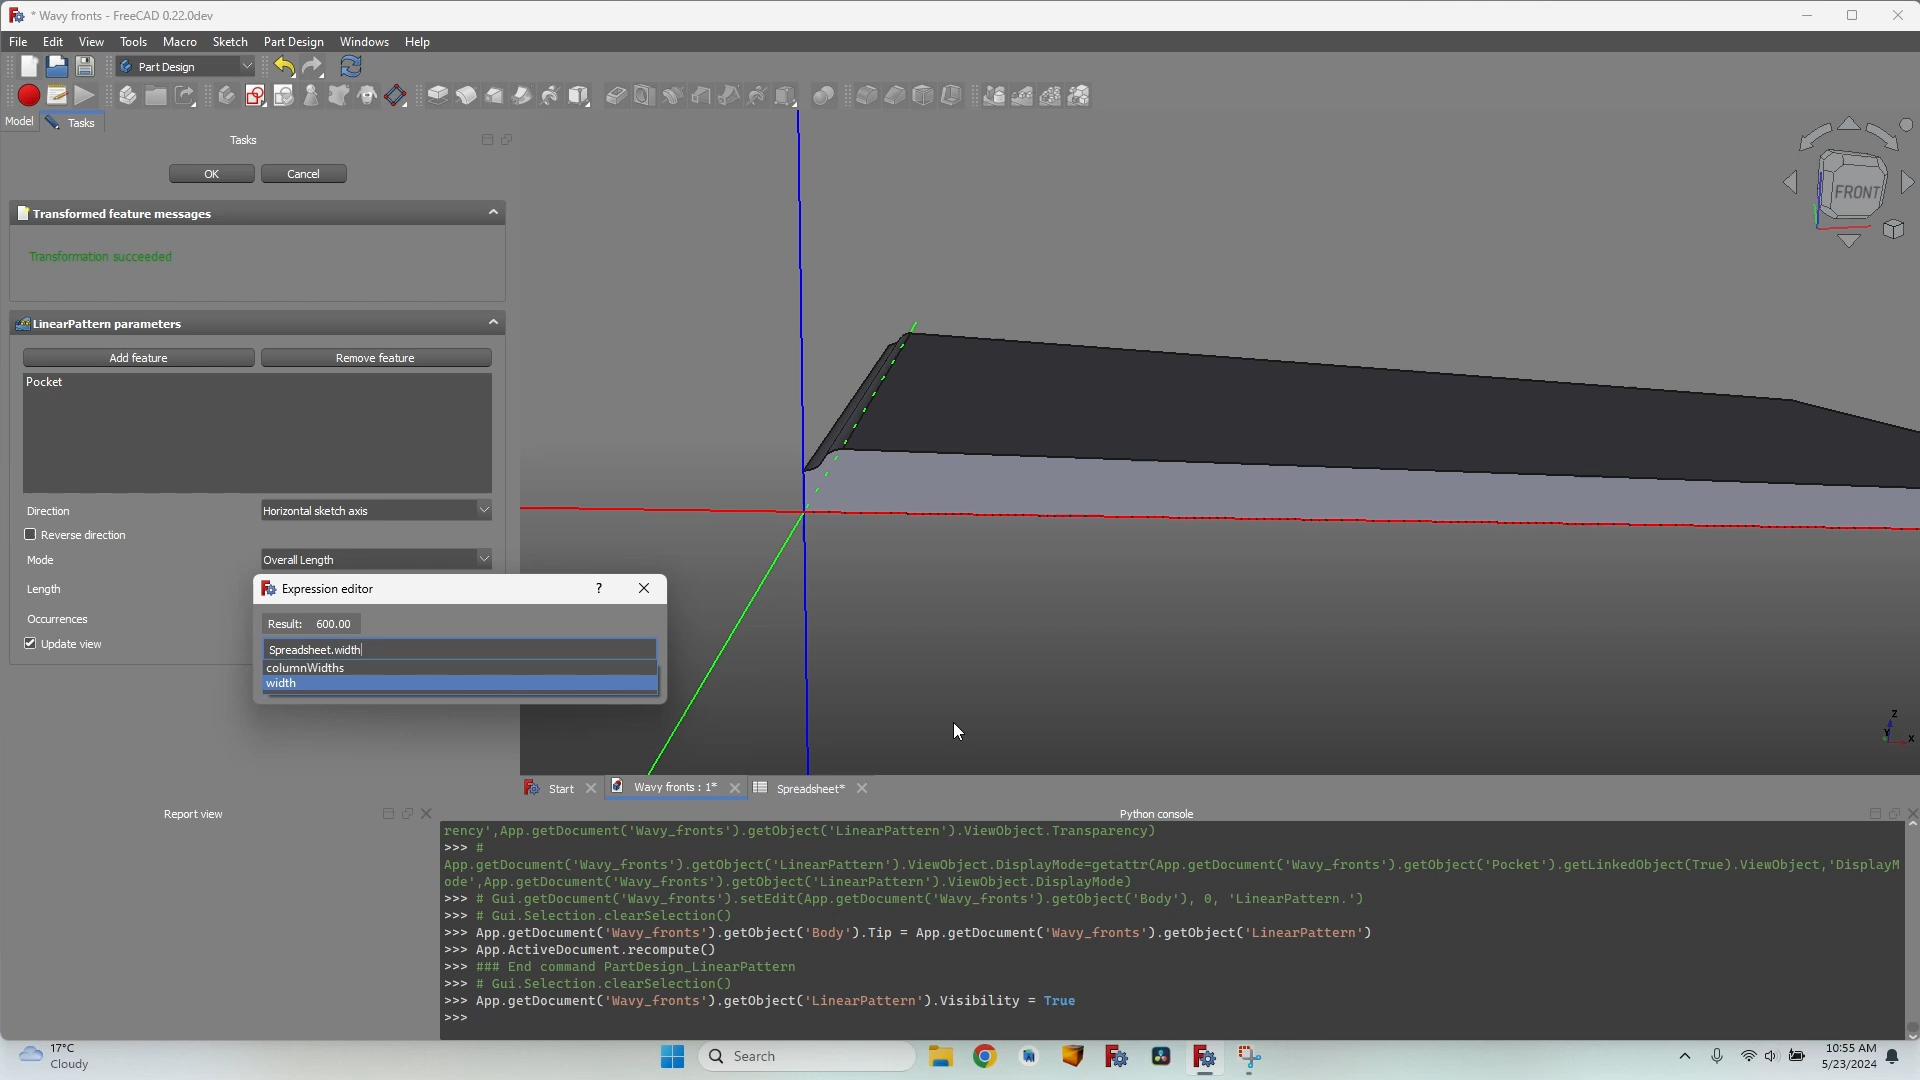 * Wavy fronts - FreeCAD 0.22.0dev
File Edit View Tools Macro Sketch Part Design Windows Help
Part Design
Model Tasks
Tasks
OK Cancel
Transformed feature messages
Transformation succeeded
LinearPattern parameters
Add feature Remove feature
Pocket
Direction Horizontal sketch axis
Reverse direction
Mode Overall Length
Length
Occurrences
Update view
Expression editor ?
Result: 600.00
Spreadsheet.width
columnWidths
width
FRONT
Z
Y
X
Start Wavy fronts : 1* Spreadsheet*
Report view
Python console
rency',App.getDocument('Wavy_fronts').getObject('LinearPattern').ViewObject.Transparency)
>>> #
App.getDocument('Wavy_fronts').getObject('LinearPattern').ViewObject.DisplayMode=getattr(App.getDocument('Wavy_fronts').getObject('Pocket').getLinkedObject(True).ViewObject,'DisplayM
ode',App.getDocument('Wavy_fronts').getObject('LinearPattern').ViewObject.DisplayMode)
>>> # Gui.getDocument('Wavy_fronts').setEdit(App.getDocument('Wavy_fronts').getObject('Body'), 0, 'LinearPattern.')
>>> # Gui.Selection.clearSelection()
>>> App.getDocument('Wavy_fronts').getObject('Body').Tip = App.getDocument('Wavy_fronts').getObject('LinearPattern')
>>> App.ActiveDocument.recompute()
>>> ### End command PartDesign_LinearPattern
>>> # Gui.Selection.clearSelection()
>>> App.getDocument('Wavy_fronts').getObject('LinearPattern').Visibility = True
>>>
17°C
Cloudy
Search
10:55 AM
5/23/2024